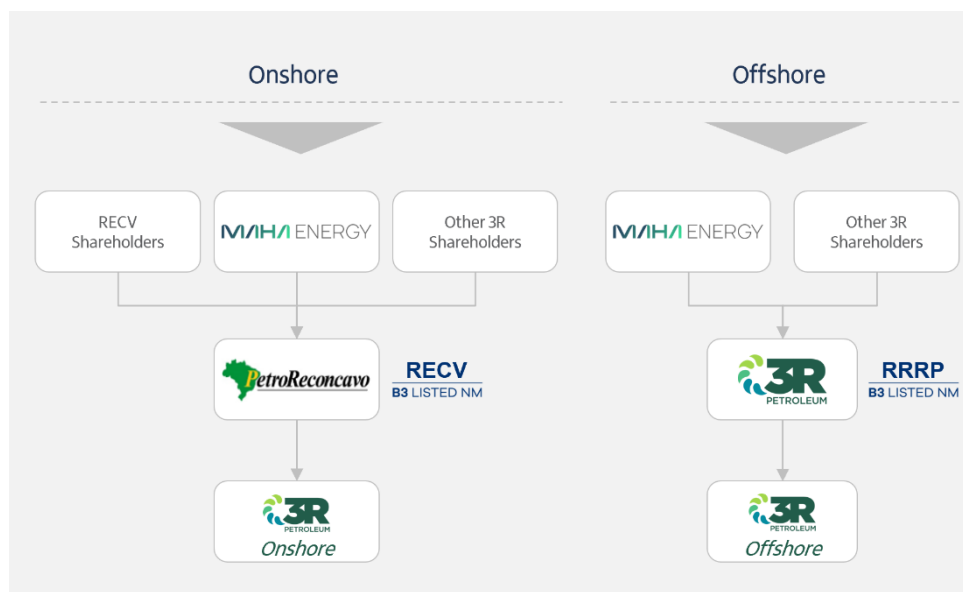 Onshore
Offshore
RECV
Shareholders
MAHA ENERGY
Other 3R
Shareholders
MAHA ENERGY
Other 3R
Shareholders
PetroReconcavo
RECV
B3 LISTED NM
3R
PETROLEUM
RRRP
B3 LISTED NM
3R
PETROLEUM
Onshore
3R
PETROLEUM
Offshore